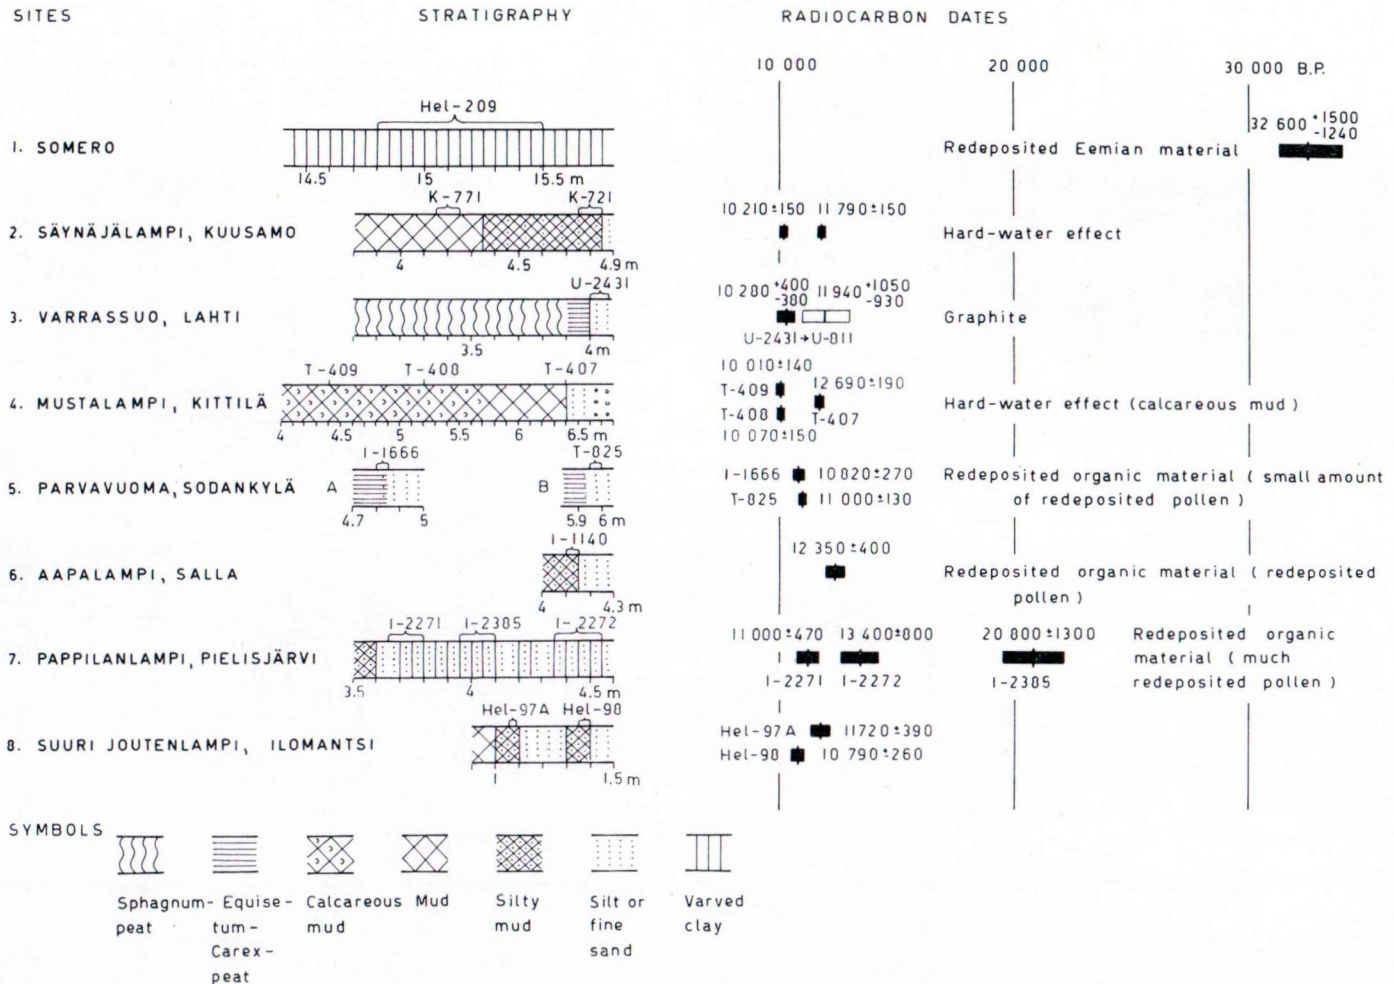 SITES STRATIGRAPHY RADIOCARBON DATES
10 000 20 000 30 000 B.P.
Hel-209
32 600 +1500 -1240
1. SOMERO
Redeposited Eemian material
14.5 15 15.5 m
K-771 K-721
10 210±150 11 790±150
2. SÄYNÄJÄLAMPI, KUUSAMO
Hard-water effect
4 4.5 4.9 m
U-2431
10 280 +400 -380 11 940 +1050 -930
3. VARRASSUO, LAHTI
Graphite
3.5 4 m
U-2431→U-811
T-409 T-408 T-407
10 010±140
T-409 12 690±190
4. MUSTALAMPI, KITTILÄ
Hard-water effect (calcareous mud)
T-408 T-407
4 4.5 5 5.5 6 6.5 m
10 070±150
I-1666 T-825
I-1666 10 820±270 Redeposited organic material (small amount
5. PARVAVUOMA, SODANKYLÄ A B
T-825 11 000±130 of redeposited pollen)
4.7 5 5.9 6 m
I-1140
12 350±400
6. AAPALAMPI, SALLA
Redeposited organic material (redeposited
pollen)
4 4.3 m
I-2271 I-2385 I-2272
11 000±470 13 400±800 20 800±1300 Redeposited organic
7. PAPPILANLAMPI, PIELISJÄRVI
material (much
I-2271 I-2272 I-2385 redeposited pollen)
3.5 4 4.5 m
Hel-97A Hel-98
Hel-97A 11720±390
8. SUURI JOUTENLAMPI, ILOMANTSI
Hel-98 10 790±260
1 1.5 m
SYMBOLS
Sphagnum- Equise- Calcareous Mud Silty Silt or Varved
peat tum- mud mud fine clay
Carex- sand
peat